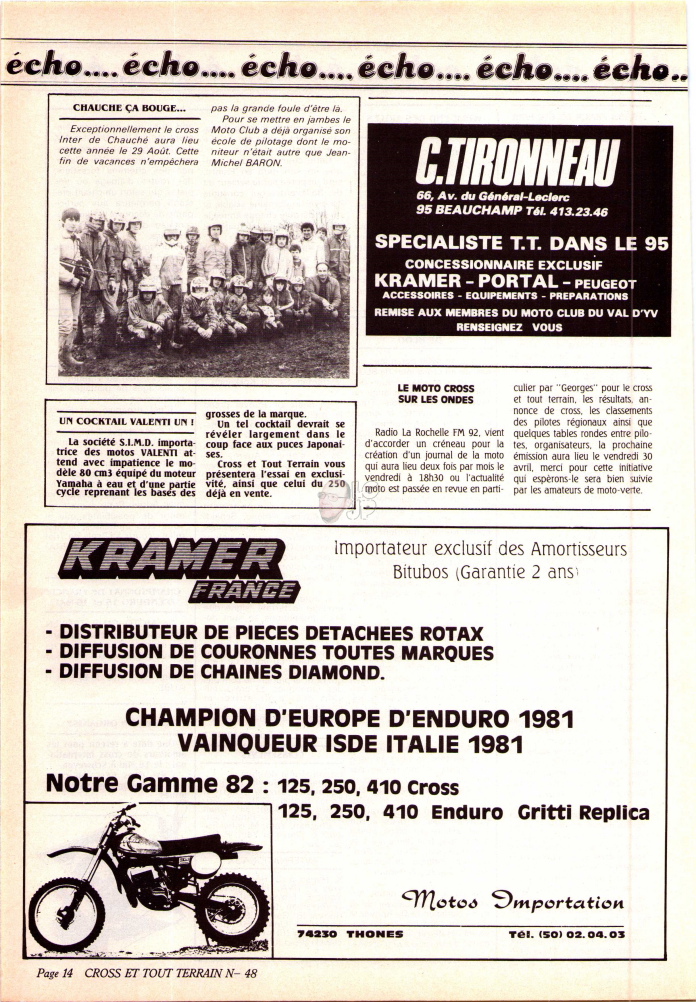 écho.... écho.... écho.... écho.... écho.... écho..
CHAUCHE ÇA BOUGE...
Exceptionnellement le cross
Inter de Chauché aura lieu
cette année le 29 Août. Cette
fin de vacances n'empêchera
pas la grande foule d'être là.
Pour se mettre en jambes le
Moto Club a déjà organisé son
école de pilotage dont le mo-
niteur n'était autre que Jean-
Michel BARON.
C.TIRONNEAU
66, Av. du Général-Leclerc
95 BEAUCHAMP Tél. 413.23.46
SPECIALISTE T.T. DANS LE 95
CONCESSIONNAIRE EXCLUSIF
KRAMER - PORTAL - PEUGEOT
ACCESSOIRES - EQUIPEMENTS - PREPARATIONS
REMISE AUX MEMBRES DU MOTO CLUB DU VAL D'YV
RENSEIGNEZ VOUS
UN COCKTAIL VALENTI UN !
La société S.I.M.D. importa-
trice des motos VALENTI at-
tend avec impatience le mo-
dèle 80 cm3 équipé du moteur
Yamaha à eau et d'une partie
cycle reprenant les bases des
grosses de la marque.
Un tel cocktail devrait se
révéler largement dans le
coup face aux puces Japonai-
ses.
Cross et Tout Terrain vous
présentera l'essai en exclusi-
vité, ainsi que celui du 250
déjà en vente.
LE MOTO CROSS
SUR LES ONDES
Radio La Rochelle FM 92, vient
d'accorder un créneau pour la
création d'un journal de la moto
qui aura lieu deux fois par mois le
vendredi à 18h30 ou l'actualité
moto est passée en revue en parti-
culier par "Georges" pour le cross
et tout terrain, les résultats, an-
nonce de cross, les classements
des pilotes régionaux ainsi que
quelques tables rondes entre pilo-
tes, organisateurs, la prochaine
émission aura lieu le vendredi 30
avril, merci pour cette initiative
qui espérons-le sera bien suivie
par les amateurs de moto-verte.
KRAMER
FRANCE
Importateur exclusif des Amortisseurs
Bitubos (Garantie 2 ans)
- DISTRIBUTEUR DE PIECES DETACHEES ROTAX
- DIFFUSION DE COURONNES TOUTES MARQUES
- DIFFUSION DE CHAINES DIAMOND.
CHAMPION D'EUROPE D'ENDURO 1981
VAINQUEUR ISDE ITALIE 1981
Notre Gamme 82 : 125, 250, 410 Cross
125, 250, 410 Enduro Gritti Replica
Motos Importation
74230 THONES Tél. (50) 02.04.03
Page 14 CROSS ET TOUT TERRAIN N– 48